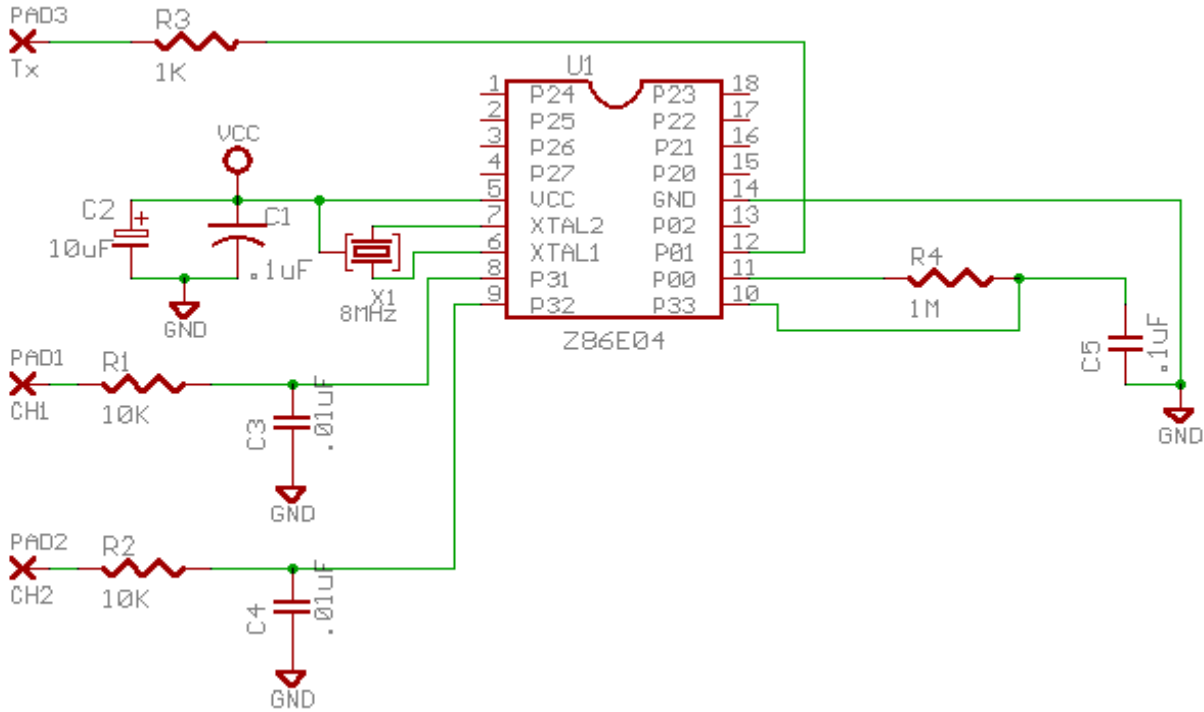 PAD3
R3
Tx
1K
U1
1 P24 P23 18
2 P25 P22 17
3 P26 P21 16
4 P27 P20 15
5 VCC GND 14
7 XTAL2 P02 13
6 XTAL1 P01 12
8 P31 P00 11
9 P32 P33 10
Z86E04
VCC
C2
+
10uF
C1
.1uF
GND
X1
8MHz
R4
1M
C5
.1uF
GND
PAD1
R1
CH1
10K
C3
.01uF
GND
PAD2
R2
CH2
10K
C4
.01uF
GND